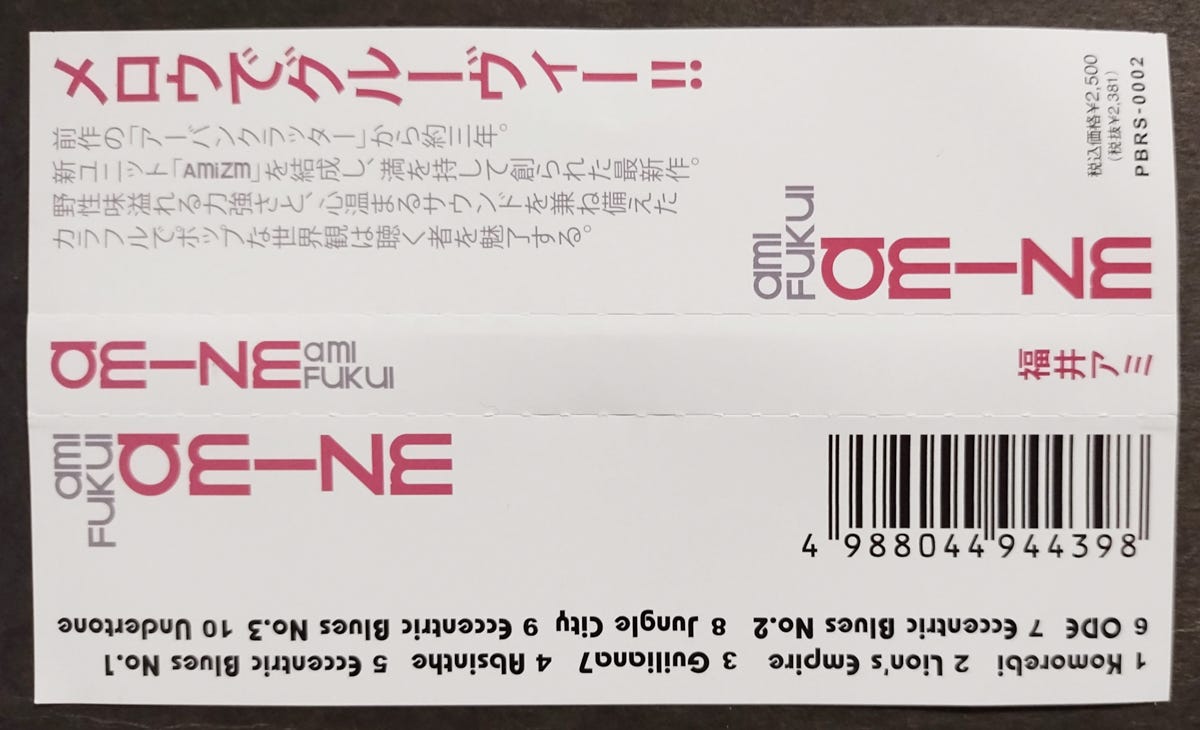 メロウでグルーヴィー!!
前作の「アーバンクラッター」から約三年。
新ユニット「AMIZM」を結成し、満を持して創られた最新作。
野性味溢れる力強さと、心温まるサウンドを兼ね備えた
カラフルでポップな世界観は聴く者を魅了する。
税込価格¥2,500
(税抜¥2,381)
PBRS-0002
ami
FUKUI
amIZm
amIZm
ami
FUKUI
福井アミ
ami
FUKUI
amIZm
4 988044 944398
1 Komorebi 2 Lion's Empire 3 Guiliana7 4 Absinthe 5 Eccentric Blues No.1
6 ODE 7 Eccentric Blues No.2 8 Jungle City 9 Eccentric Blues No.3 10 Undertone